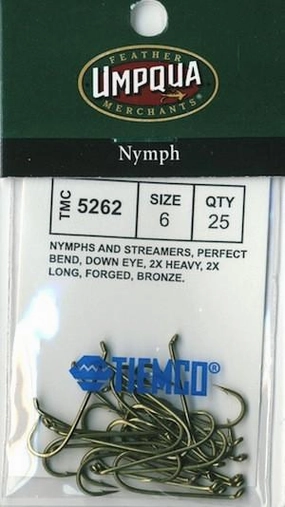 FEATHER
UMPQUA
MERCHANTS®
Nymph
TMC 5262
SIZE 6
QTY 25
NYMPHS AND STREAMERS, PERFECT
BEND, DOWN EYE, 2X HEAVY, 2X
LONG, FORGED, BRONZE.
TIEMCO®